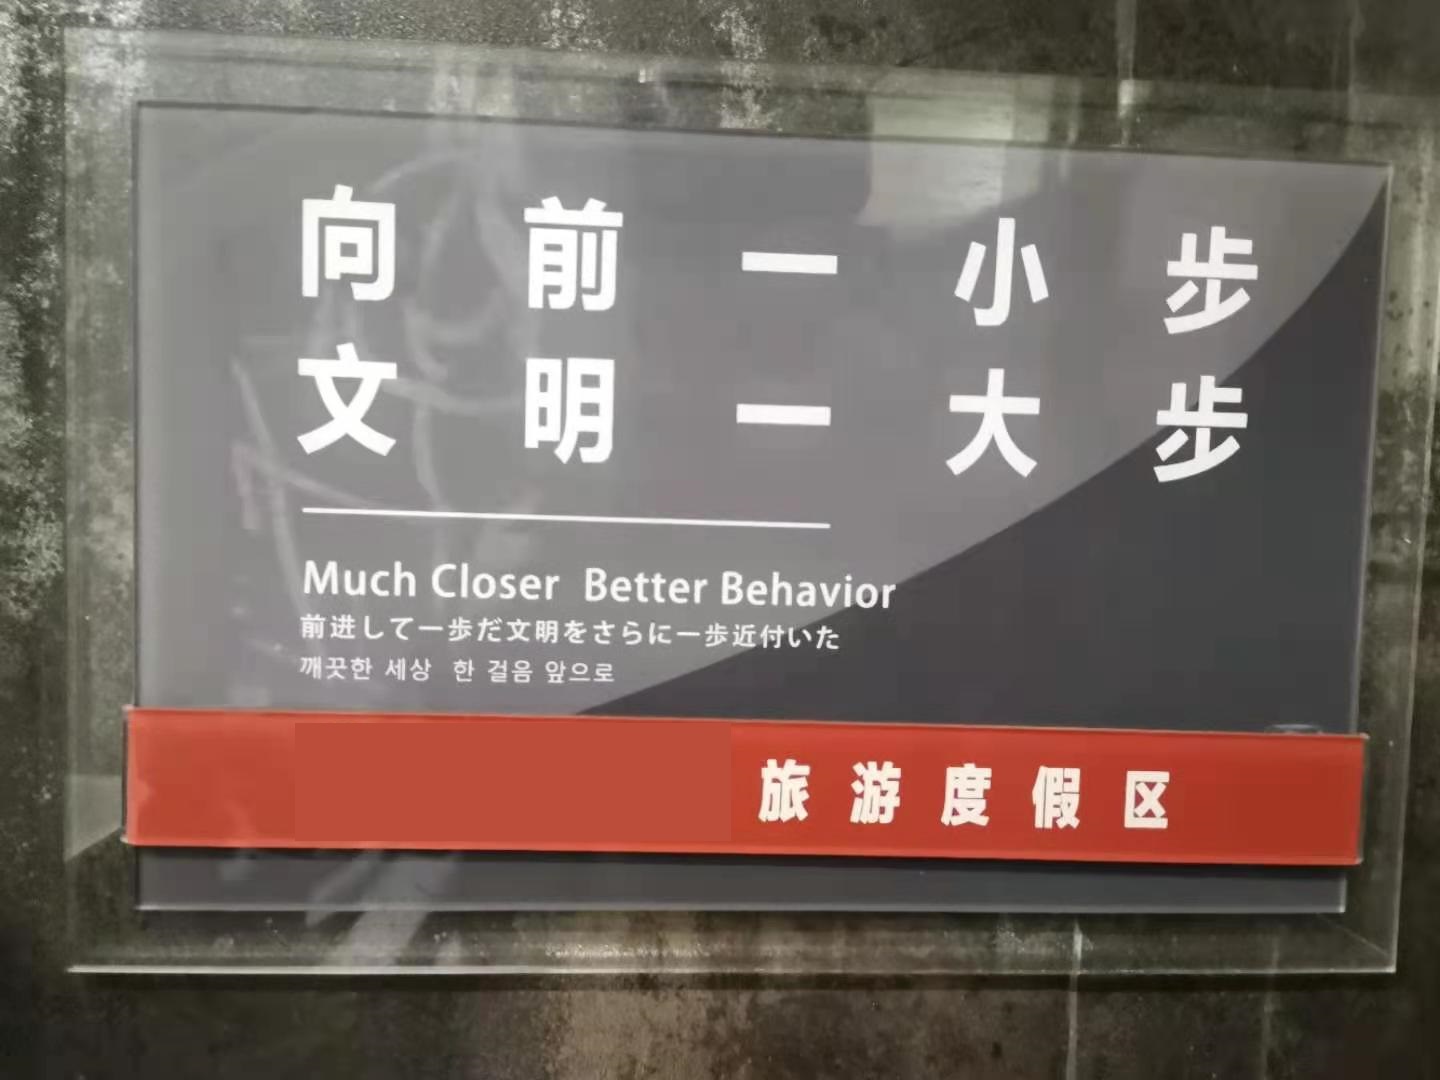 向前一小步
文明一大步
Much Closer Better Behavior
前进して一歩だ文明をさらに一歩近付いた
깨끗한 세상 한 걸음 앞으로
旅游度假区